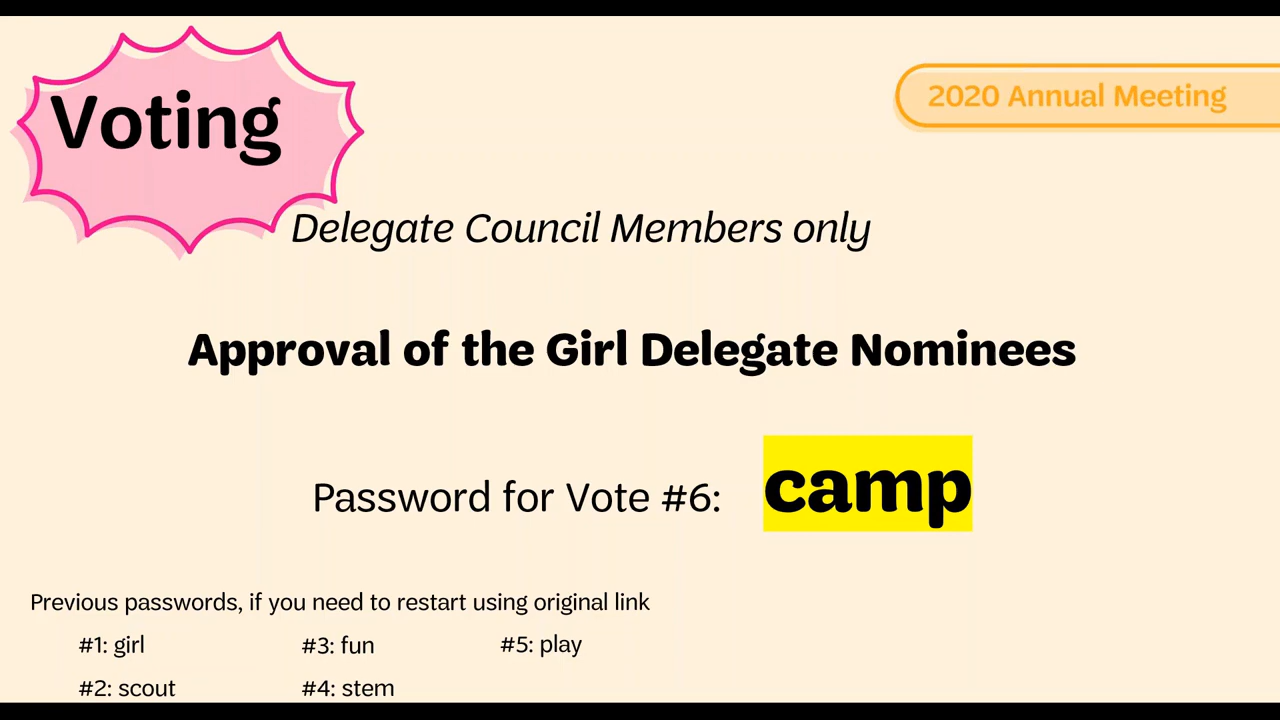 Voting
2020 Annual Meeting
Delegate Council Members only
Approval of the Girl Delegate Nominees
Password for Vote #6: camp
Previous passwords, if you need to restart using original link
#1: girl #3: fun #5: play
#2: scout #4: stem